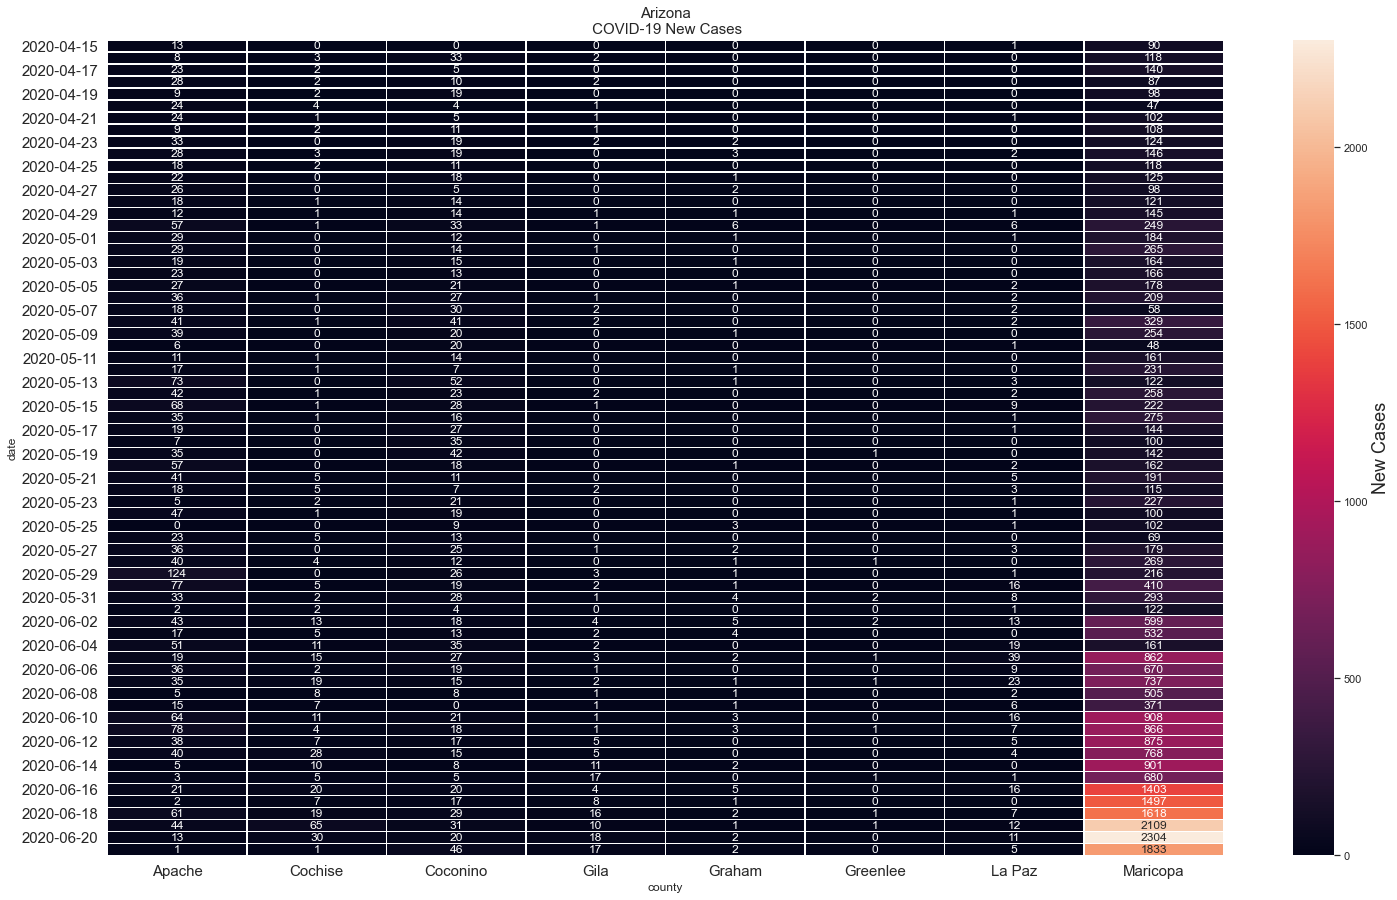 Arizona
COVID-19 New Cases
2020-04-15 13 0 0 0 0 0 1 90
8 3 33 2 0 0 0 118
2020-04-17 23 2 5 0 0 0 0 140
28 2 10 2 0 0 0 87
2020-04-19 9 2 19 0 0 0 0 98
24 4 4 1 0 0 0 47
2020-04-21 24 1 5 1 0 0 1 102
9 2 11 1 0 0 0 108
2020-04-23 33 0 19 2 2 0 0 124
28 3 19 0 3 0 2 146
2020-04-25 18 2 11 0 0 0 0 118
22 0 18 0 1 0 0 125
2020-04-27 26 0 5 0 2 0 0 98
18 1 14 0 0 0 0 121
2020-04-29 12 1 14 1 1 0 1 145
57 1 33 1 6 0 6 249
2020-05-01 29 0 12 0 1 0 1 184
29 0 14 1 0 0 0 265
2020-05-03 19 0 15 0 1 0 0 164
23 0 13 0 0 0 0 166
2020-05-05 27 0 21 0 1 0 2 178
36 1 27 1 0 0 2 209
2020-05-07 18 0 30 2 0 0 2 58
41 1 41 2 0 0 2 329
2020-05-09 39 0 20 0 1 0 0 254
6 0 20 0 0 0 1 48
2020-05-11 11 1 14 0 0 0 0 161
17 1 7 0 1 0 0 231
2020-05-13 73 0 52 0 1 0 3 122
42 1 23 2 0 0 2 258
2020-05-15 68 1 28 1 0 0 9 222
35 1 16 0 0 0 1 275
2020-05-17 19 0 27 0 0 0 1 144
7 0 35 0 0 0 0 100
2020-05-19 35 0 42 0 0 1 0 142
57 0 18 0 1 0 2 162
2020-05-21 41 5 11 0 0 0 5 191
18 5 7 2 0 0 3 115
2020-05-23 5 2 21 0 0 0 1 227
47 1 19 0 0 0 1 100
2020-05-25 0 0 9 0 3 0 1 102
23 5 13 0 0 0 0 69
2020-05-27 36 0 25 1 2 0 3 179
40 4 12 0 1 1 0 269
2020-05-29 124 0 26 3 1 0 1 216
77 5 19 2 1 0 16 410
2020-05-31 33 2 28 1 4 2 8 293
2 2 4 0 0 0 1 122
2020-06-02 43 13 18 4 5 2 13 599
17 5 13 2 4 0 0 532
2020-06-04 51 11 35 2 0 0 19 161
19 15 27 3 2 1 39 862
2020-06-06 36 2 19 1 0 0 9 670
35 19 15 2 1 1 23 737
2020-06-08 5 8 8 1 1 0 2 505
15 7 0 1 1 0 6 371
2020-06-10 64 11 21 1 3 0 16 908
78 4 18 1 3 1 7 866
2020-06-12 38 7 17 5 0 0 5 875
40 28 15 5 0 0 4 768
2020-06-14 5 10 8 11 2 0 0 901
3 5 5 17 0 1 1 680
2020-06-16 21 20 20 4 5 0 16 1403
2 7 17 8 1 0 0 1497
2020-06-18 61 19 29 16 2 1 7 1618
44 65 31 10 1 1 12 2109
2020-06-20 13 30 20 18 2 0 11 2304
1 1 46 17 2 0 5 1833
Apache Cochise Coconino Gila Graham Greenlee La Paz Maricopa
county
date
2000
1500
1000
500
0
New Cases